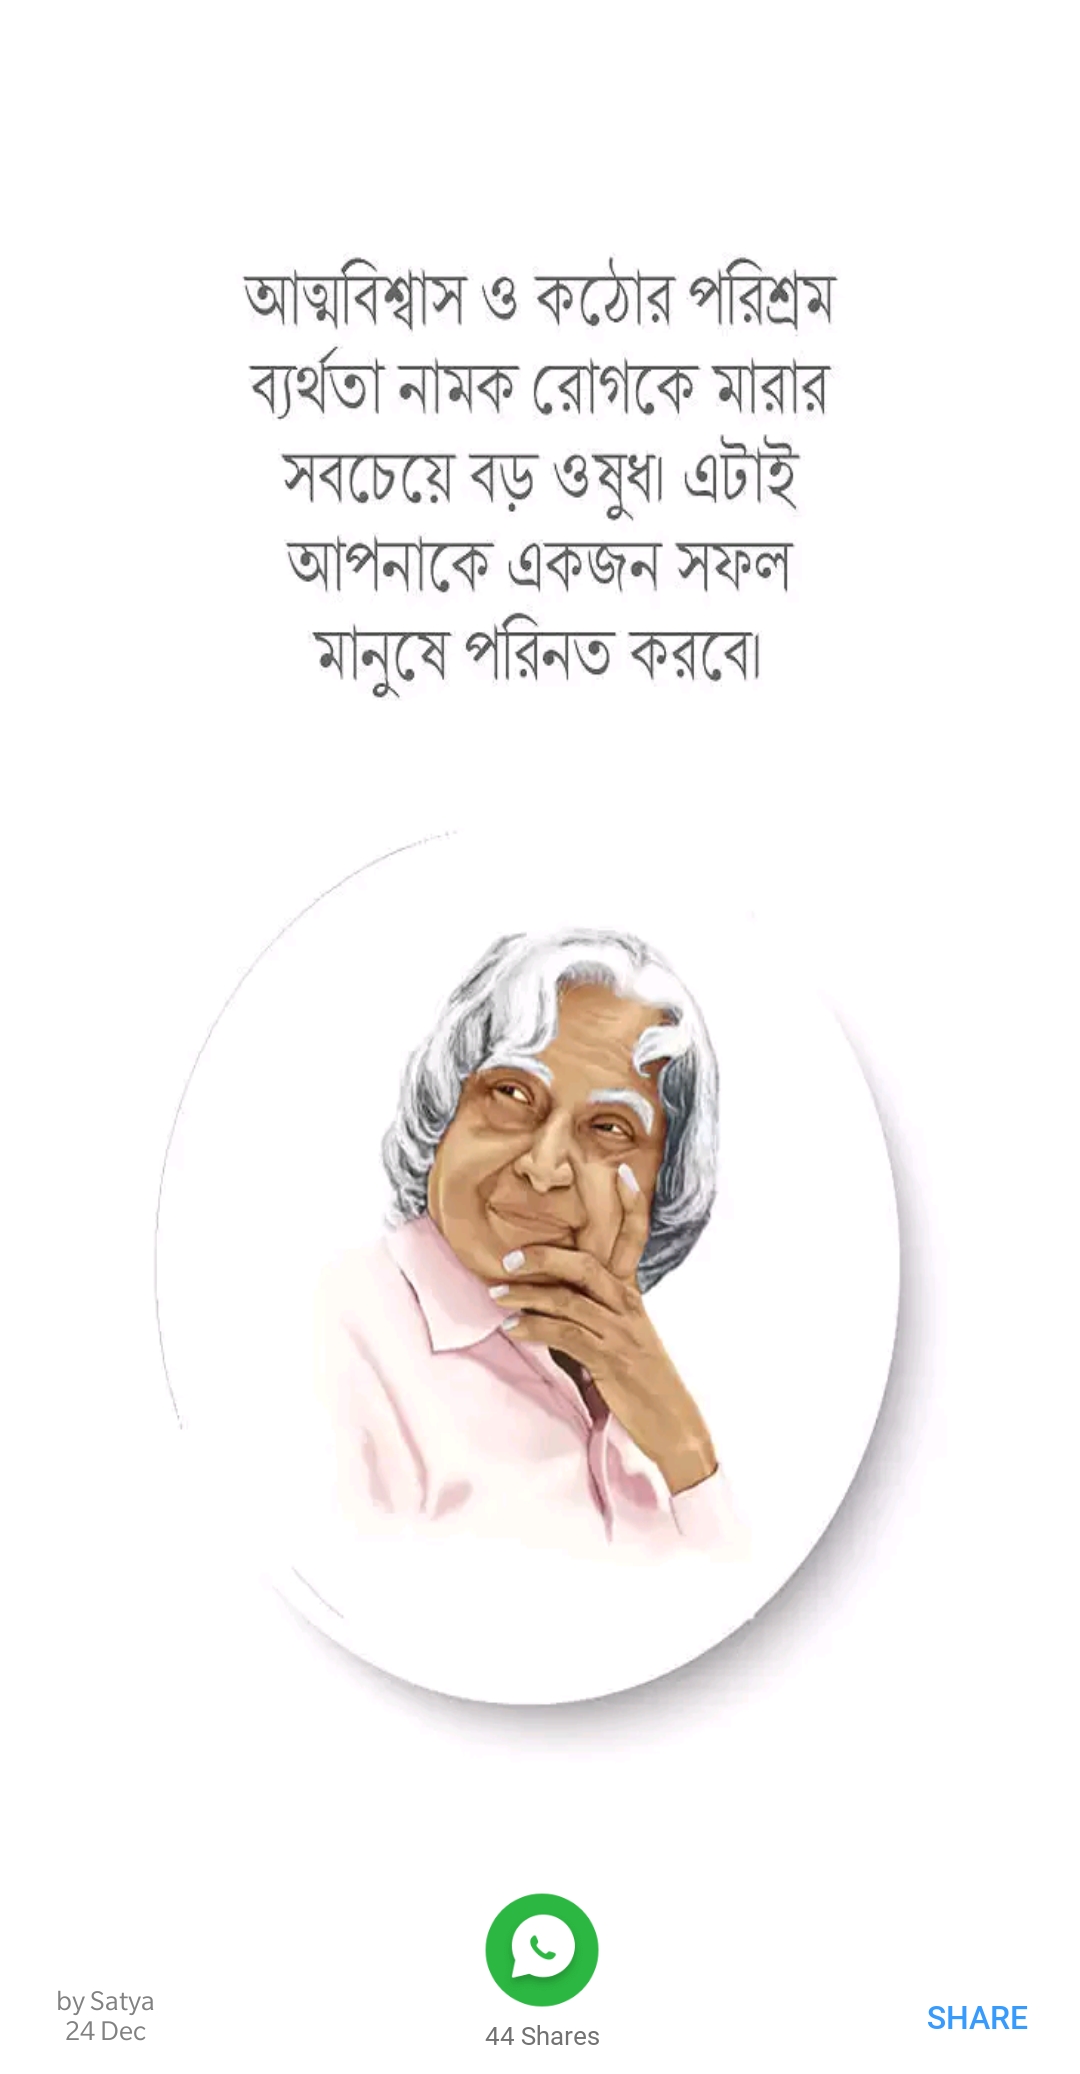 আত্মবিশ্বাস ও কঠোর পরিশ্রম
ব্যর্থতা নামক রোগকে মারার
সবচেয়ে বড় ওষুধ৷ এটাই
আপনাকে একজন সফল
মানুষে পরিনত করবে৷
by Satya
24 Dec
44 Shares
SHARE